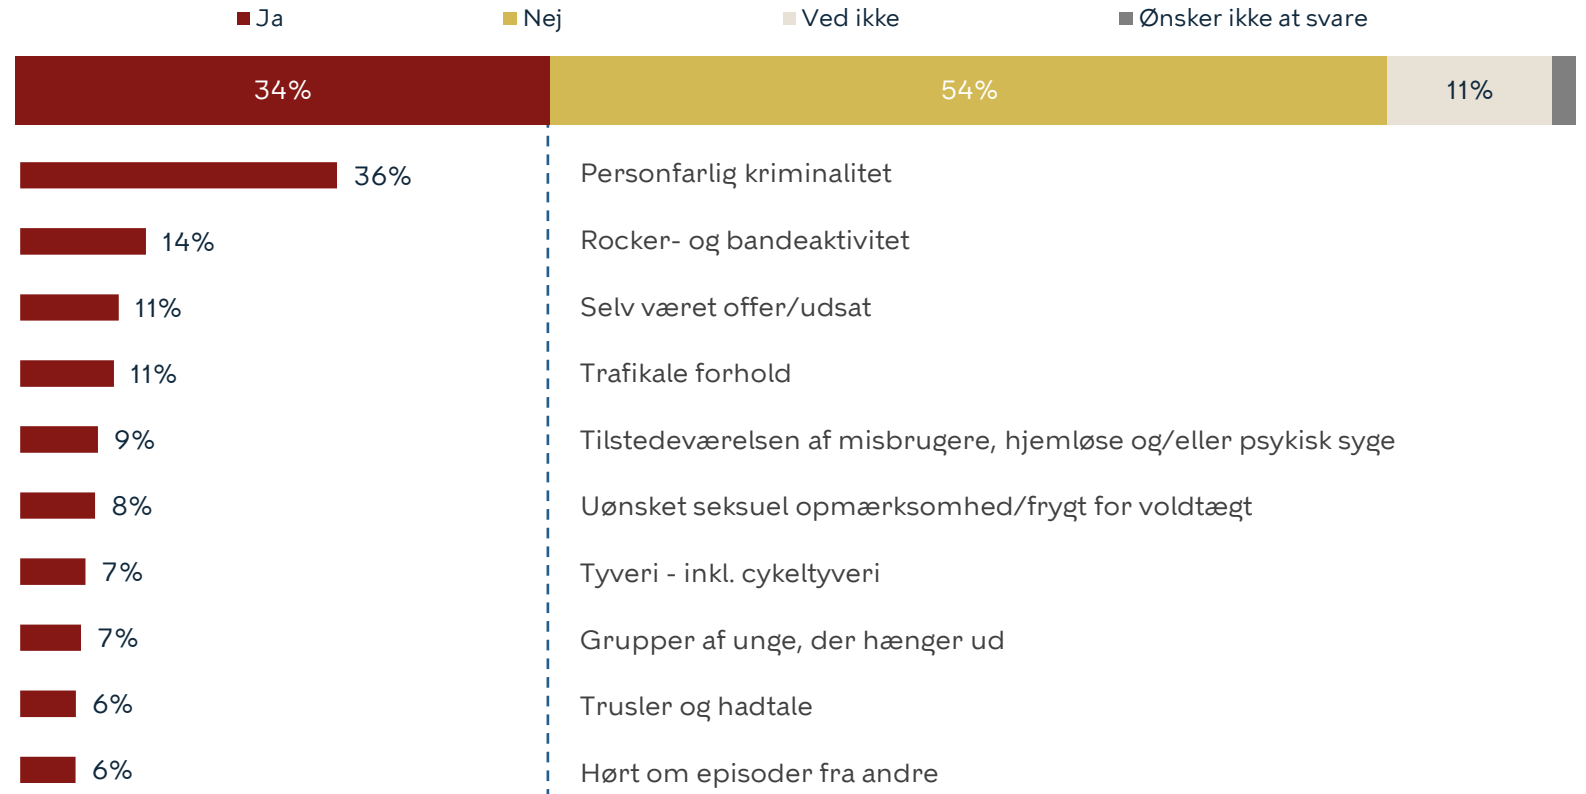 Ja Nej Ved ikke Ønsker ikke at svare
34% 54% 11%
36% Personfarlig kriminalitet
14% Rocker- og bandeaktivitet
11% Selv været offer/udsat
11% Trafikale forhold
9% Tilstedeværelsen af misbrugere, hjemløse og/eller psykisk syge
8% Uønsket seksuel opmærksomhed/frygt for voldtægt
7% Tyveri - inkl. cykeltyveri
7% Grupper af unge, der hænger ud
6% Trusler og hadtale
6% Hørt om episoder fra andre